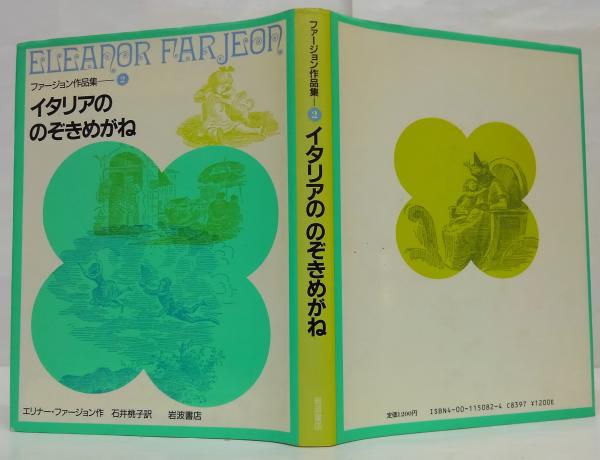 ELEANOR FARJEON
ファージョン作品集 ― 2
イタリアの
のぞきめがね
エリナー・ファージョン作 石井桃子訳 岩波書店
ファージョン作品集 ― 2 イタリアの のぞきめがね
岩波書店
定価1200円 ISBN4-00-115082-4 C8397 ¥1200E